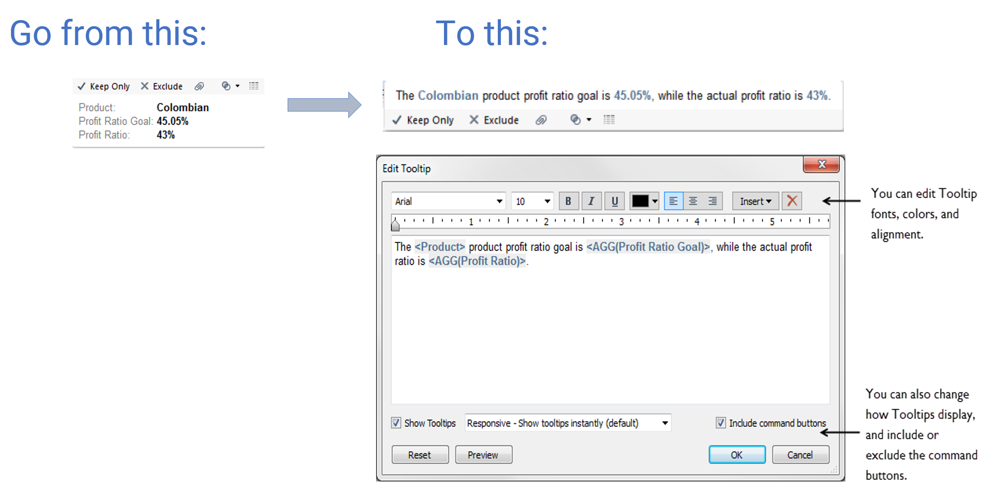 Go from this:
To this:
Keep Only Exclude
Product: Colombian
Profit Ratio Goal: 45.05%
Profit Ratio: 43%
The Colombian product profit ratio goal is 45.05%, while the actual profit ratio is 43%.
Keep Only Exclude
Edit Tooltip
Arial 10 B I U Insert
1 2 3 4 5
The <Product> product profit ratio goal is <AGG(Profit Ratio Goal)>, while the actual profit
ratio is <AGG(Profit Ratio)>.
Show Tooltips Responsive - Show tooltips instantly (default) Include command buttons
Reset Preview OK Cancel
You can edit Tooltip
fonts, colors, and
alignment.
You can also change
how Tooltips display,
and include or
exclude the command
buttons.